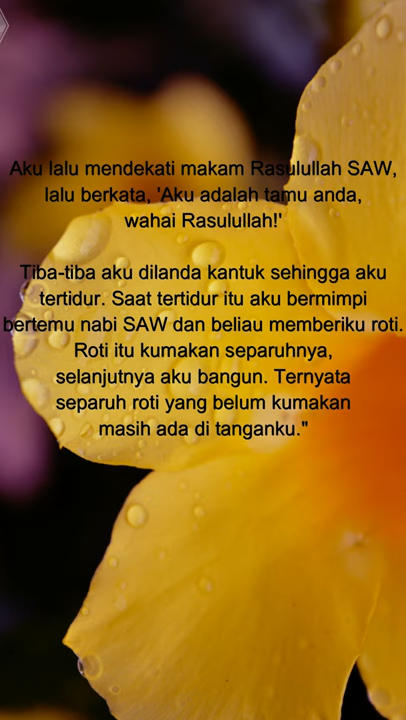 Aku lalu mendekati makam Rasulullah SAW,
lalu berkata, 'Aku adalah tamu anda,
wahai Rasulullah!'
Tiba-tiba aku dilanda kantuk sehingga aku
tertidur. Saat tertidur itu aku bermimpi
bertemu nabi SAW dan beliau memberiku roti.
Roti itu kumakan separuhnya,
selanjutnya aku bangun. Ternyata
separuh roti yang belum kumakan
masih ada di tanganku."